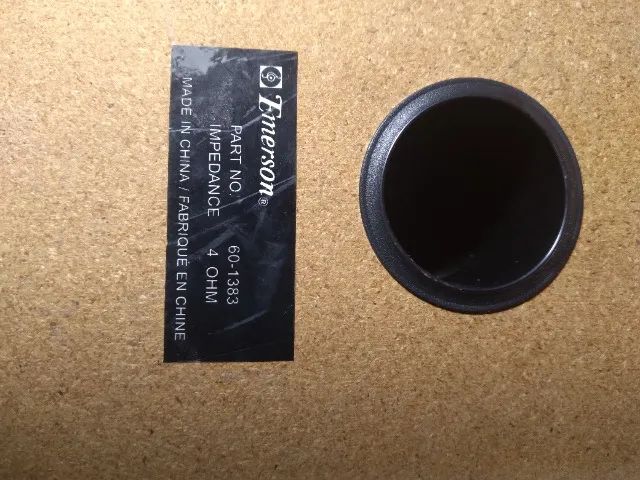 Emerson®
PART NO. 60-1383
IMPEDANCE 4 OHM
MADE IN CHINA / FABRIQUÉ EN CHINE